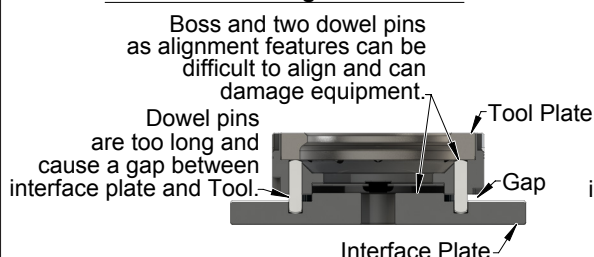 Boss and two dowel pins
as alignment features can be
difficult to align and can
damage equipment.
Dowel pins
are too long and
cause a gap between
interface plate and Tool.
Tool Plate
Gap
i
Interface Plate